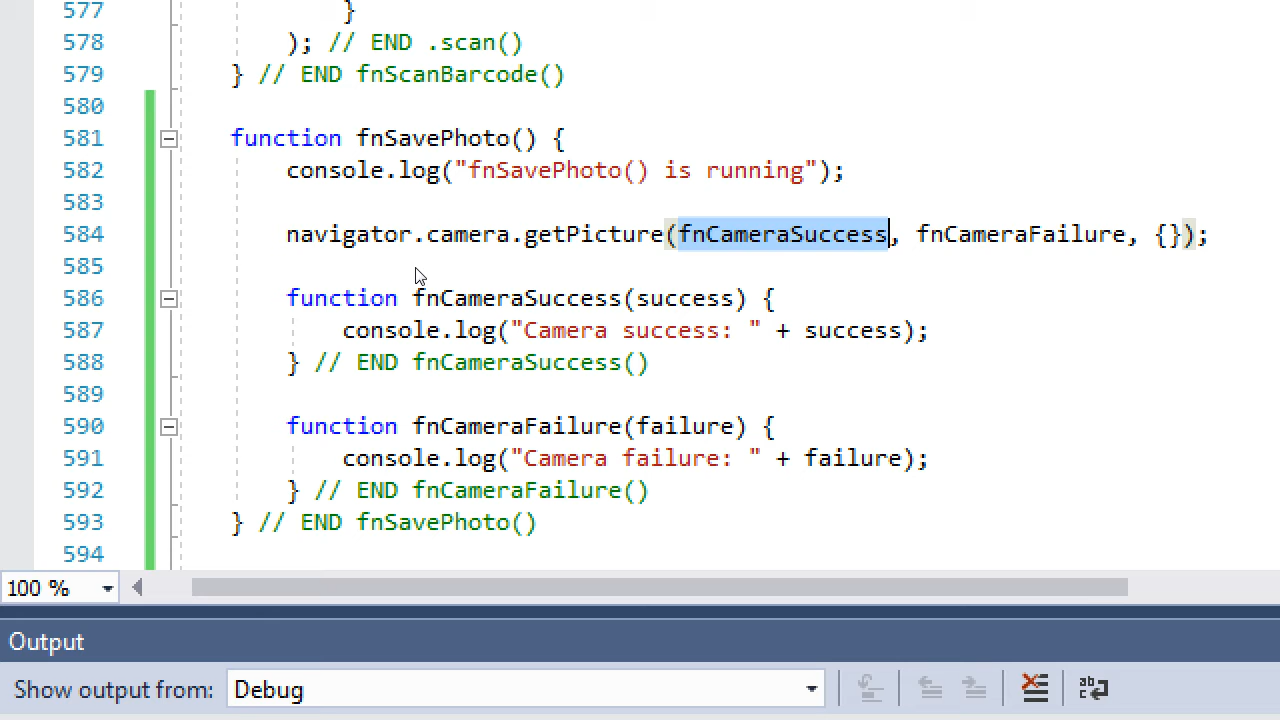 577 }
578 ); // END .scan()
579 } // END fnScanBarcode()
580
581 function fnSavePhoto() {
582 console.log("fnSavePhoto() is running");
583
584 navigator.camera.getPicture(fnCameraSuccess, fnCameraFailure, {});
585
586 function fnCameraSuccess(success) {
587 console.log("Camera success: " + success);
588 } // END fnCameraSuccess()
589
590 function fnCameraFailure(failure) {
591 console.log("Camera failure: " + failure);
592 } // END fnCameraFailure()
593 } // END fnSavePhoto()
594
100 %
Output
Show output from: Debug